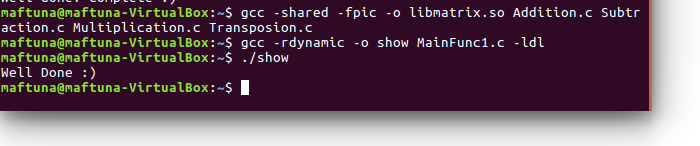 maftuna@maftuna-VirtualBox:~$ gcc -shared -fpic -o libmatrix.so Addition.c Subtr
action.c Multiplication.c Transposion.c
maftuna@maftuna-VirtualBox:~$ gcc -rdynamic -o show MainFunc1.c -ldl
maftuna@maftuna-VirtualBox:~$ ./show
Well Done :)
maftuna@maftuna-VirtualBox:~$